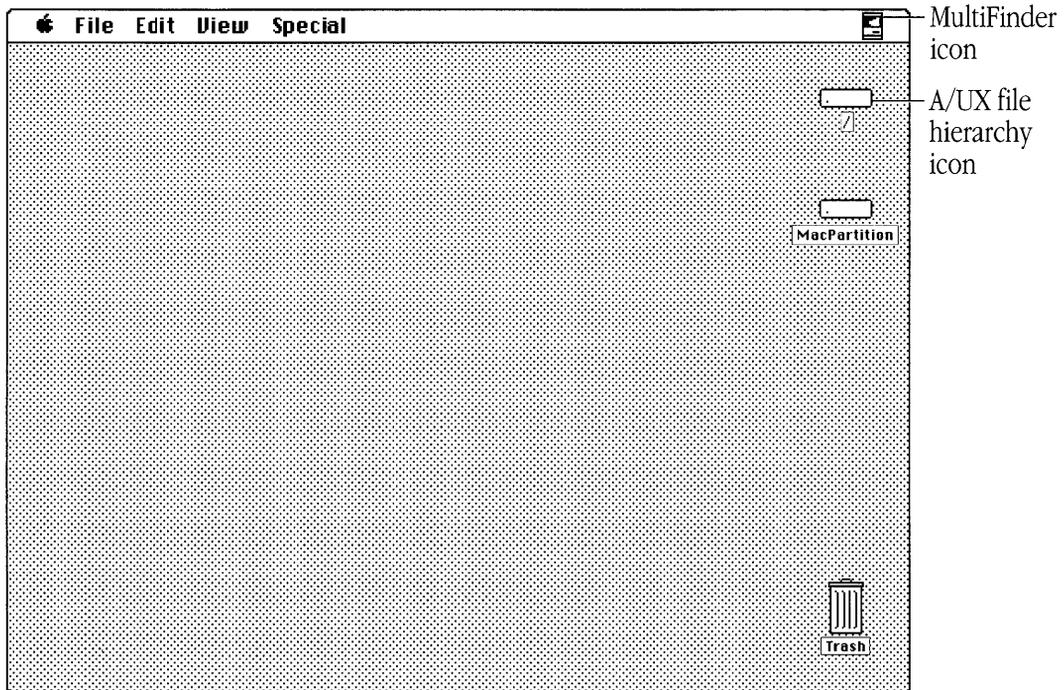 File Edit View Special
MultiFinder
icon
A/UX file
hierarchy
icon
/
MacPartition
Trash